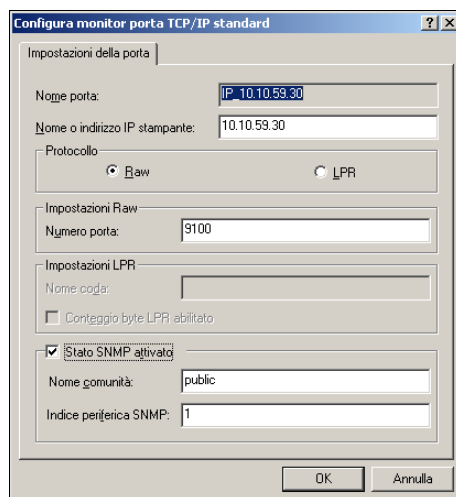 Configura monitor porta TCP/IP standard
Impostazioni della porta
Nome porta: IP_10.10.59.30
Nome o indirizzo IP stampante: 10.10.59.30
Protocollo
Raw LPR
Impostazioni Raw
Numero porta: 9100
Impostazioni LPR
Nome coda:
Conteggio byte LPR abilitato
Stato SNMP attivato
Nome comunità: public
Indice periferica SNMP: 1
OK Annulla